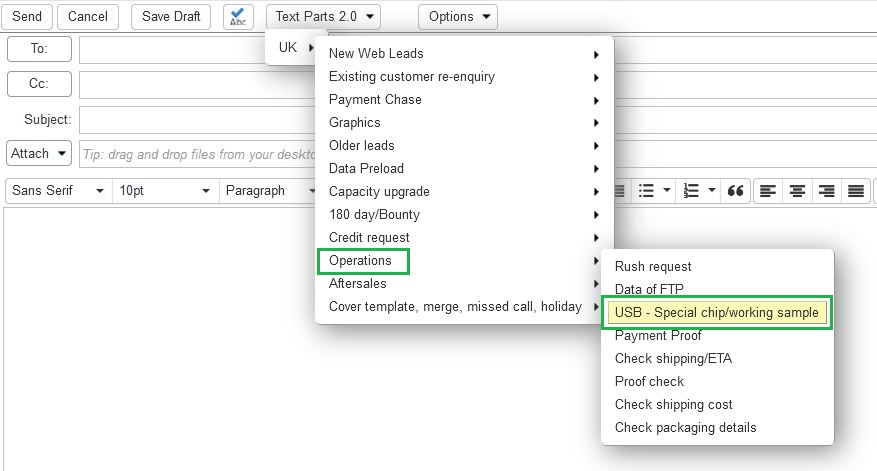 Send Cancel Save Draft Abc Text Parts 2.0 Options
UK
To:
Cc:
Subject:
Attach Tip: drag and drop files from your deskto
Sans Serif 10pt Paragraph
New Web Leads
Existing customer re-enquiry
Payment Chase
Graphics
Older leads
Data Preload
Capacity upgrade
180 day/Bounty
Credit request
Operations
Aftersales
Cover template, merge, missed call, holiday
Rush request
Data of FTP
USB - Special chip/working sample
Payment Proof
Check shipping/ETA
Proof check
Check shipping cost
Check packaging details